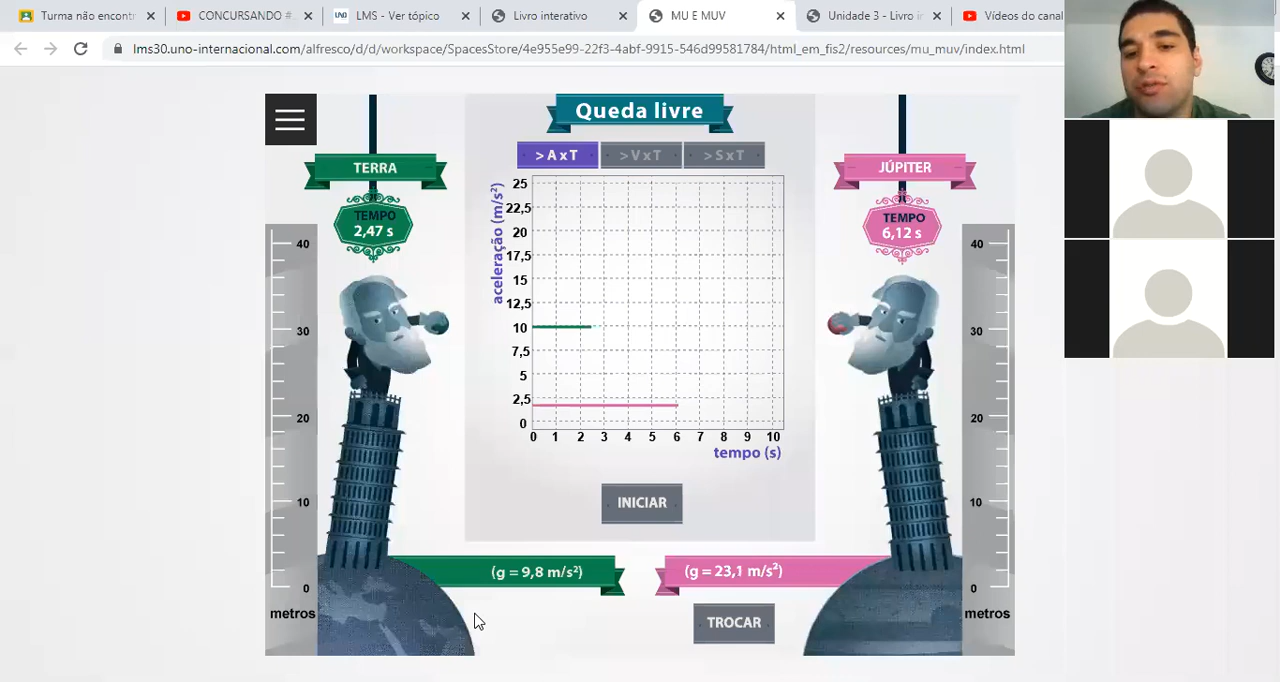 Turma não encont
CONCURSANDO #
LMS - Ver tópico
Livro interativo
MU E MUV
Unidade 3 - Livro i
Vídeos do canal
lms30.uno-internacional.com/alfresco/d/d/workspace/SpacesStore/4e955e99-22f3-4abf-9915-546d99581784/html_em_fis2/resources/mu_muv/index.html
Queda livre
> A x T
> V x T
> S x T
TERRA
TEMPO
2,47 s
JÚPITER
TEMPO
6,12 s
aceleração (m/s²)
25
22,5
20
17,5
15
12,5
10
7,5
5
2,5
0
0 1 2 3 4 5 6 7 8 9 10
tempo (s)
40
30
20
10
0
metros
40
30
20
10
0
metros
INICIAR
(g = 9,8 m/s²)
(g = 23,1 m/s²)
TROCAR